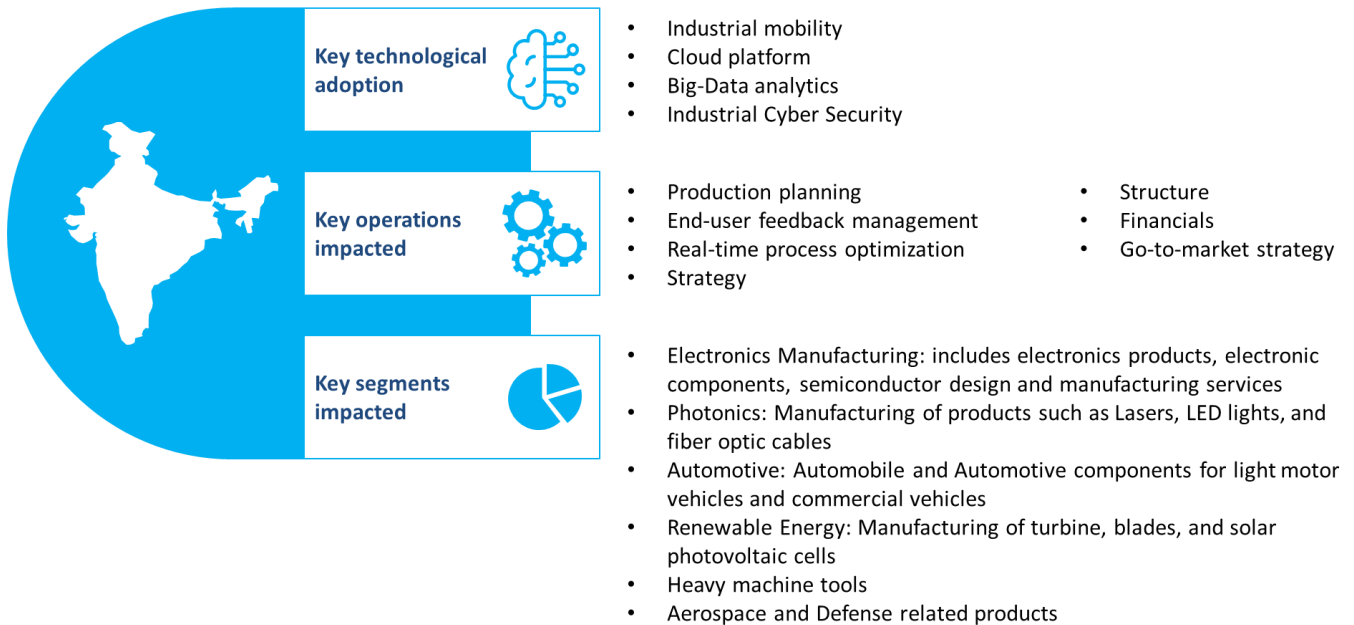 Key technological
adoption
• Industrial mobility
• Cloud platform
• Big-Data analytics
• Industrial Cyber Security
Key operations
impacted
• Production planning
• End-user feedback management
• Real-time process optimization
• Strategy
• Structure
• Financials
• Go-to-market strategy
Key segments
impacted
• Electronics Manufacturing: includes electronics products, electronic
components, semiconductor design and manufacturing services
• Photonics: Manufacturing of products such as Lasers, LED lights, and
fiber optic cables
• Automotive: Automobile and Automotive components for light motor
vehicles and commercial vehicles
• Renewable Energy: Manufacturing of turbine, blades, and solar
photovoltaic cells
• Heavy machine tools
• Aerospace and Defense related products